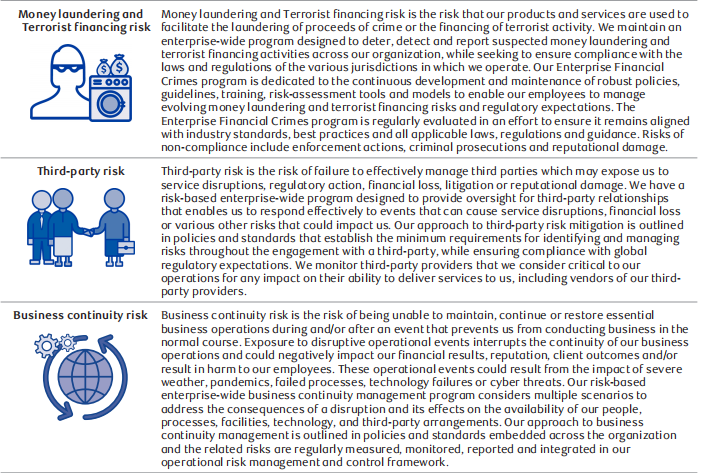 Money laundering and
Terrorist financing risk
Money laundering and Terrorist financing risk is the risk that our products and services are used to
facilitate the laundering of proceeds of crime or the financing of terrorist activity. We maintain an
enterprise-wide program designed to deter, detect and report suspected money laundering and
terrorist financing activities across our organization, while seeking to ensure compliance with the
laws and regulations of the various jurisdictions in which we operate. Our Enterprise Financial
Crimes program is dedicated to the continuous development and maintenance of robust policies,
guidelines, training, risk-assessment tools and models to enable our employees to manage
evolving money laundering and terrorist financing risks and regulatory expectations. The
Enterprise Financial Crimes program is regularly evaluated in an effort to ensure it remains aligned
with industry standards, best practices and all applicable laws, regulations and guidance. Risks of
non-compliance include enforcement actions, criminal prosecutions and reputational damage.
Third-party risk
Third-party risk is the risk of failure to effectively manage third parties which may expose us to
service disruptions, regulatory action, financial loss, litigation or reputational damage. We have a
risk-based enterprise-wide program designed to provide oversight for third-party relationships
that enables us to respond effectively to events that can cause service disruptions, financial loss
or various other risks that could impact us. Our approach to third-party risk mitigation is outlined
in policies and standards that establish the minimum requirements for identifying and managing
risks throughout the engagement with a third-party, while ensuring compliance with global
regulatory expectations. We monitor third-party providers that we consider critical to our
operations for any impact on their ability to deliver services to us, including vendors of our third-
party providers.
Business continuity risk
Business continuity risk is the risk of being unable to maintain, continue or restore essential
business operations during and/or after an event that prevents us from conducting business in the
normal course. Exposure to disruptive operational events interrupts the continuity of our business
operations and could negatively impact our financial results, reputation, client outcomes and/or
result in harm to our employees. These operational events could result from the impact of severe
weather, pandemics, failed processes, technology failures or cyber threats. Our risk-based
enterprise-wide business continuity management program considers multiple scenarios to
address the consequences of a disruption and its effects on the availability of our people,
processes, facilities, technology, and third-party arrangements. Our approach to business
continuity management is outlined in policies and standards embedded across the organization
and the related risks are regularly measured, monitored, reported and integrated in our
operational risk management and control framework.